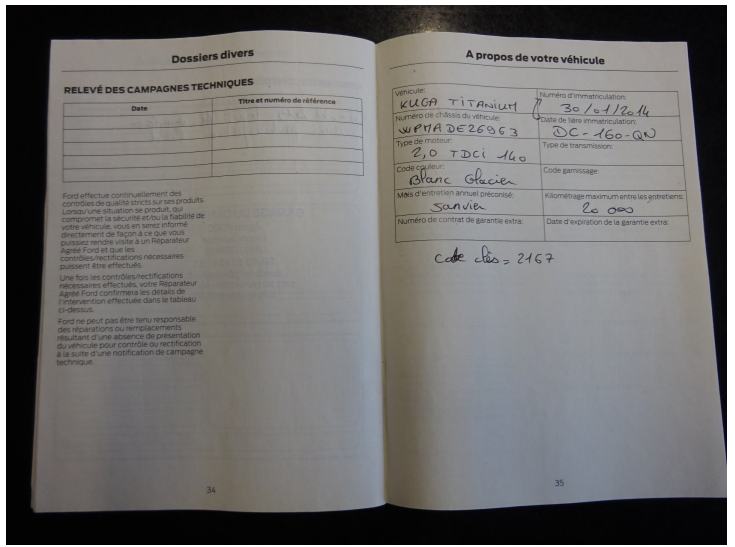 Dossiers divers
RELEVÉ DES CAMPAGNES TECHNIQUES
Date
Titre et numéro de référence
Ford effectue continuellement des
contrôles de qualité stricts sur ses produits.
Lorsqu'une situation se produit, qui
compromet la sécurité et/ou la fiabilité de
votre véhicule, vous en serez informé
directement de façon à ce que vous
puissiez rendre visite à un Réparateur
Agréé Ford et que les
contrôles/rectifications nécessaires
puissent être effectués.
Une fois les contrôles/rectifications
nécessaires effectués, votre Réparateur
Agréé Ford confirmera les détails de
l'intervention effectuée dans le tableau
ci-dessus.
Ford ne peut pas être tenu responsable
des réparations ou remplacements
résultant d'une absence de présentation
du véhicule pour contrôle ou rectification
à la suite d'une notification de campagne
technique.
34
A propos de votre véhicule
Véhicule:
KUGA TITANIUM
Numéro d'immatriculation:
30/01/2014
Numéro de châssis du véhicule:
WPMADE26963
Date de 1ière immatriculation:
DC-160-QN
Type de moteur:
2,0 TDCi 140
Type de transmission:
Code couleur:
Blanc Glacier
Code garnissage:
Mois d'entretien annuel préconisé:
Janvier
Kilométrage maximum entre les entretiens:
20 000
Numéro de contrat de garantie extra:
Date d'expiration de la garantie extra:
Code clés = 2167
35